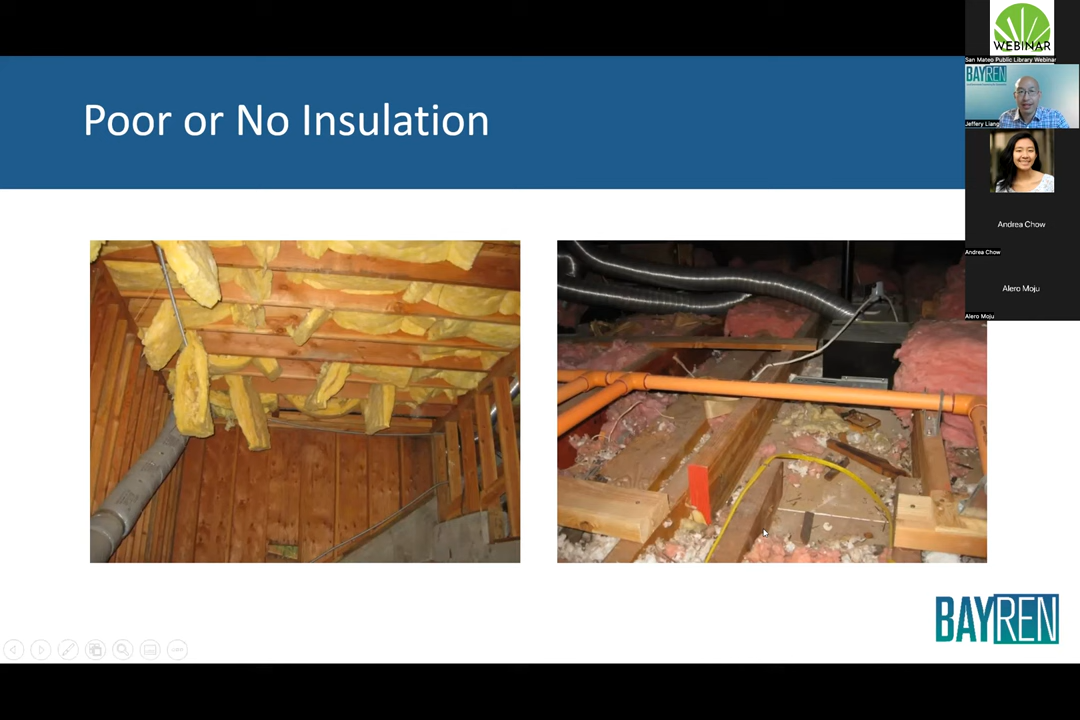 Poor or No Insulation
WEBINAR
San Mateo Public Library Webinar
BAYREN
Jeffery Liang
Andrea Chow
Andrea Chow
Alero Moju
Alero Moju
BAYREN